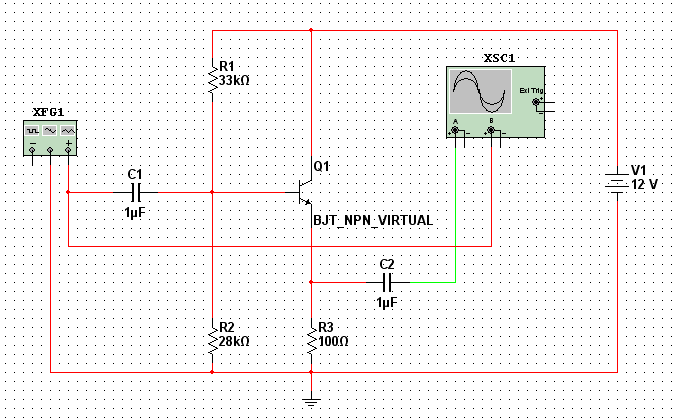 XSC1
R1
33kΩ
Ext Trig
+
-
A
B
+ - + -
XFG1
- +
Q1
C1
1µF
V1
12 V
BJT_NPN_VIRTUAL
C2
1µF
R2
28kΩ
R3
100Ω